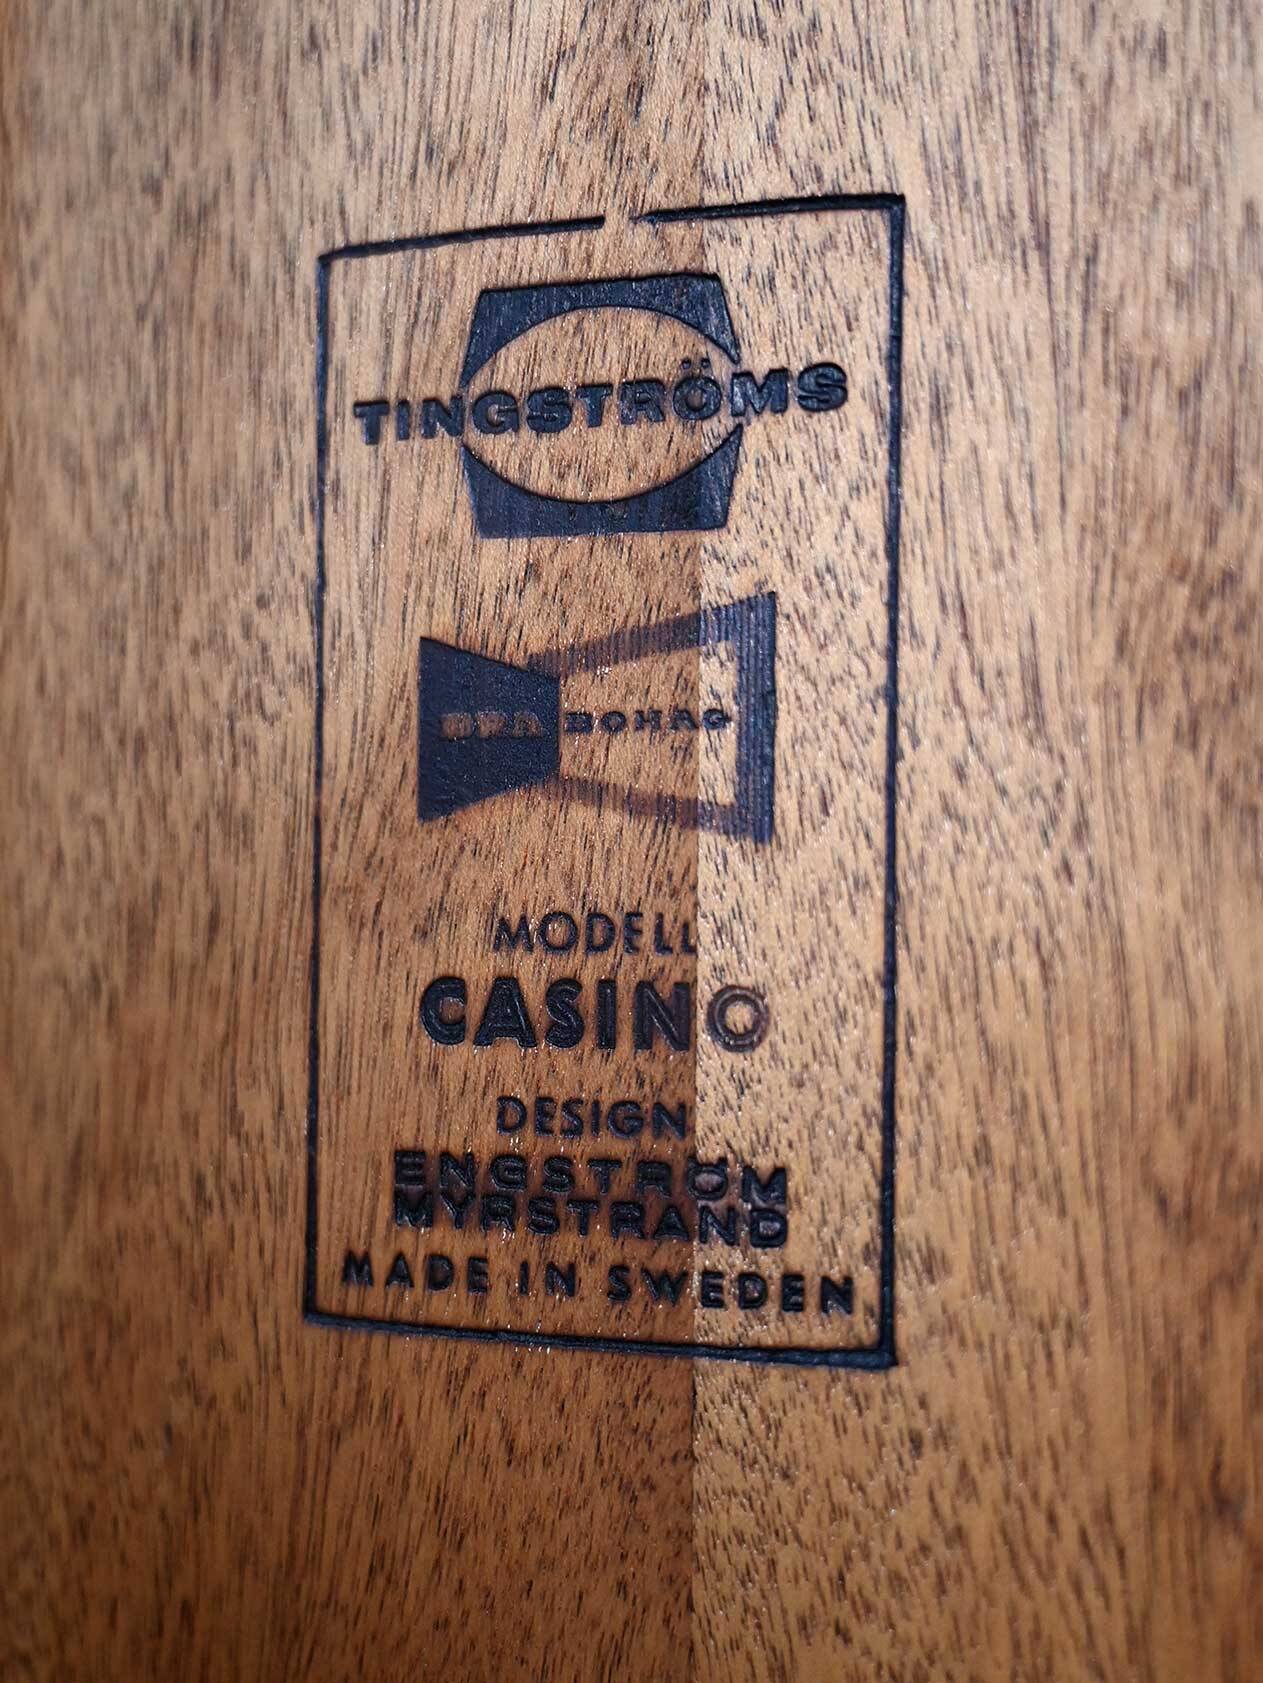 TINGSTRÖMS
BRA BOHAG
MODELL
CASINO
DESIGN
ENGSTRÖM
MYRSTRAND
MADE IN SWEDEN